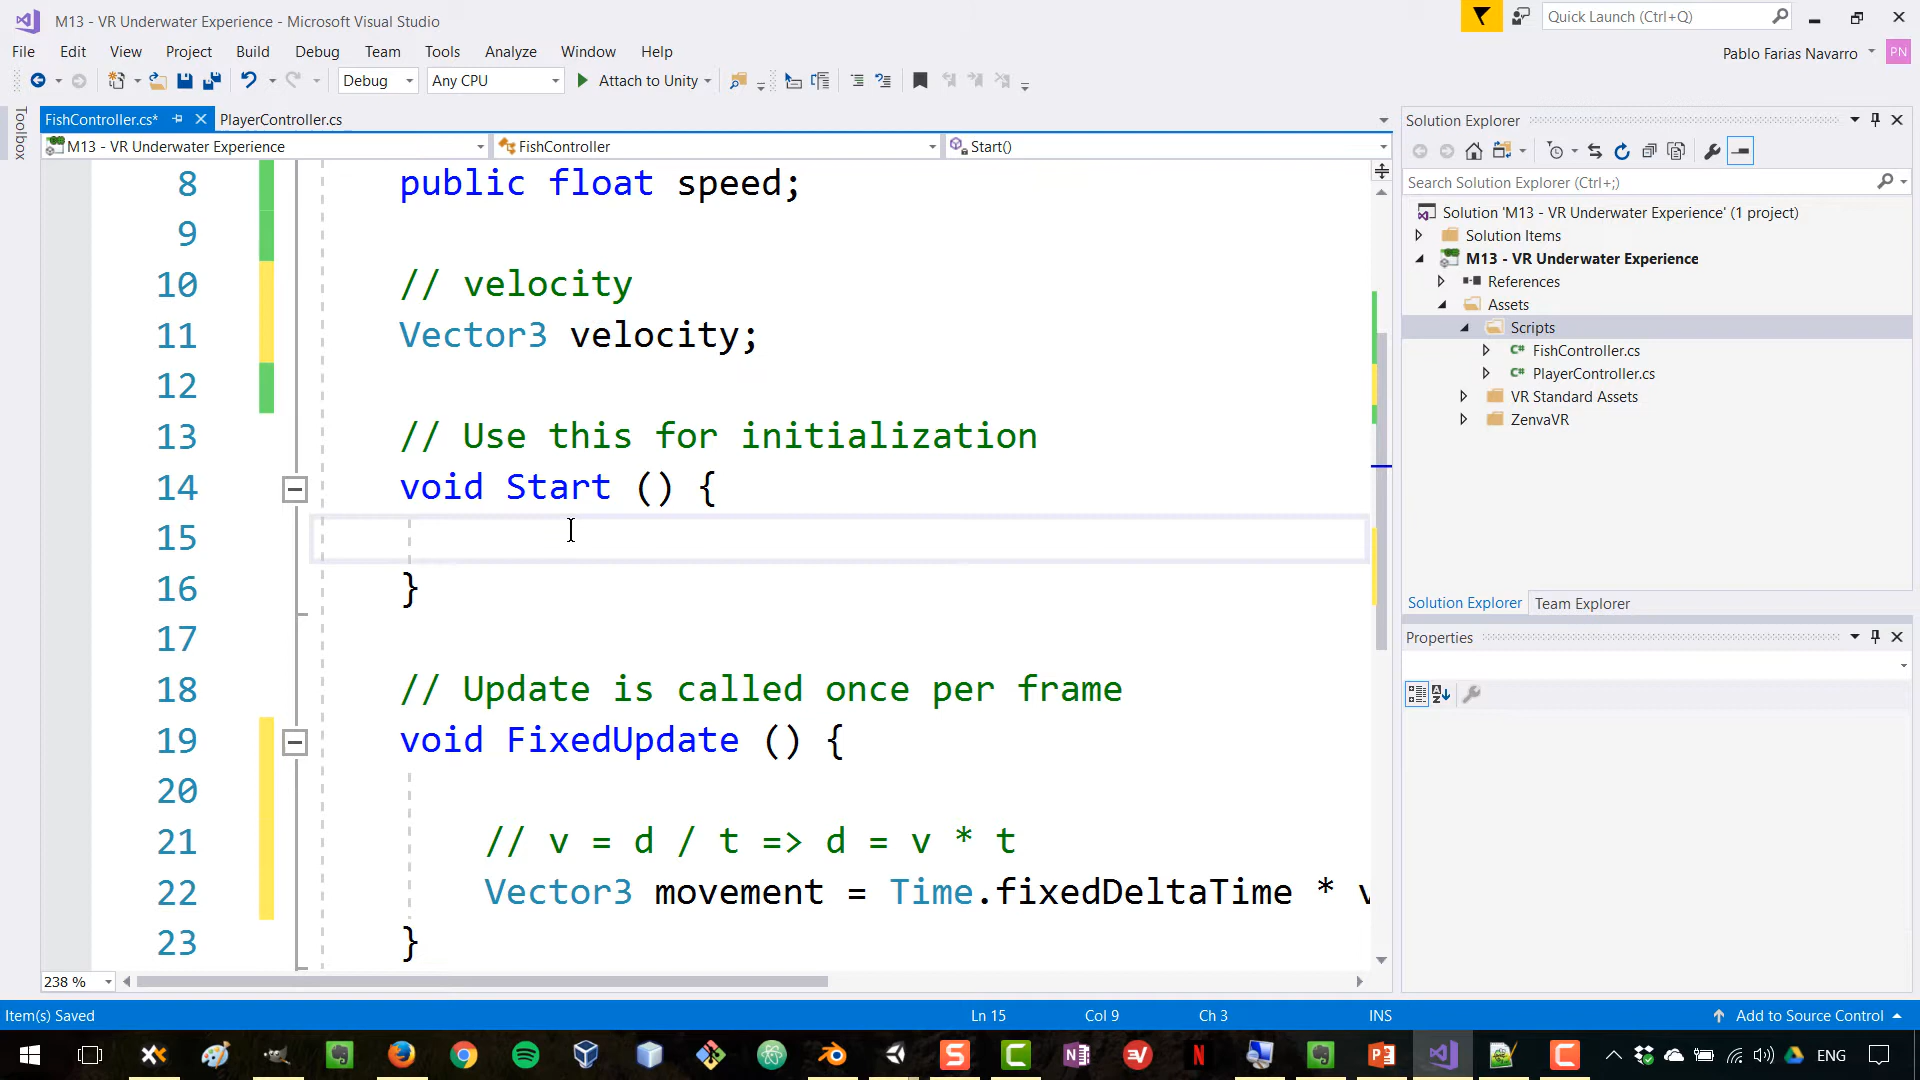 M13 - VR Underwater Experience - Microsoft Visual Studio
Quick Launch (Ctrl+Q)
File Edit View Project Build Debug Team Tools Analyze Window Help
Pablo Farias Navarro PN
Debug Any CPU Attach to Unity
Toolbox
FishController.cs* PlayerController.cs
M13 - VR Underwater Experience FishController Start()
8 public float speed;
9
10 // velocity
11 Vector3 velocity;
12
13 // Use this for initialization
14 void Start () {
15
16 }
17
18 // Update is called once per frame
19 void FixedUpdate () {
20
21 // v = d / t => d = v * t
22 Vector3 movement = Time.fixedDeltaTime * v
23 }
238 %
Solution Explorer
Search Solution Explorer (Ctrl+;)
Solution 'M13 - VR Underwater Experience' (1 project)
Solution Items
M13 - VR Underwater Experience
References
Assets
Scripts
C# FishController.cs
C# PlayerController.cs
VR Standard Assets
ZenvaVR
Solution Explorer Team Explorer
Properties
Item(s) Saved Ln 15 Col 9 Ch 3 INS Add to Source Control
ENG